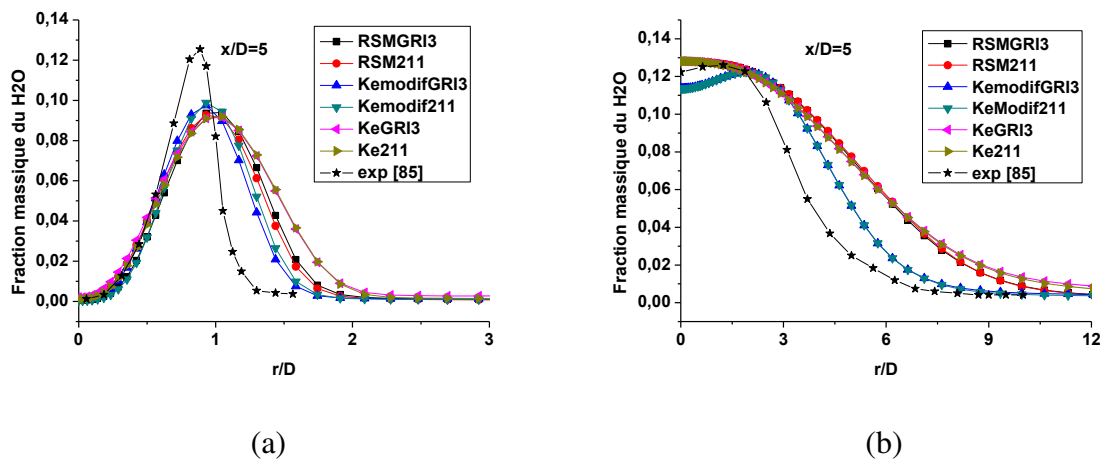 0,14
0,12
0,10
0,08
0,06
0,04
0,02
0,00
Fraction massique du H2O
x/D=5
RSMGRI3
RSM211
KemodifGRI3
Kemodif211
KeGRI3
Ke211
exp [85]
0
1
2
3
r/D
(a)
0,14
0,12
0,10
0,08
0,06
0,04
0,02
0,00
Fraction massique du H2O
x/D=5
RSMGRI3
RSM211
KemodifGRI3
KeModif211
KeGRI3
Ke211
exp [85]
0
3
6
9
12
r/D
(b)